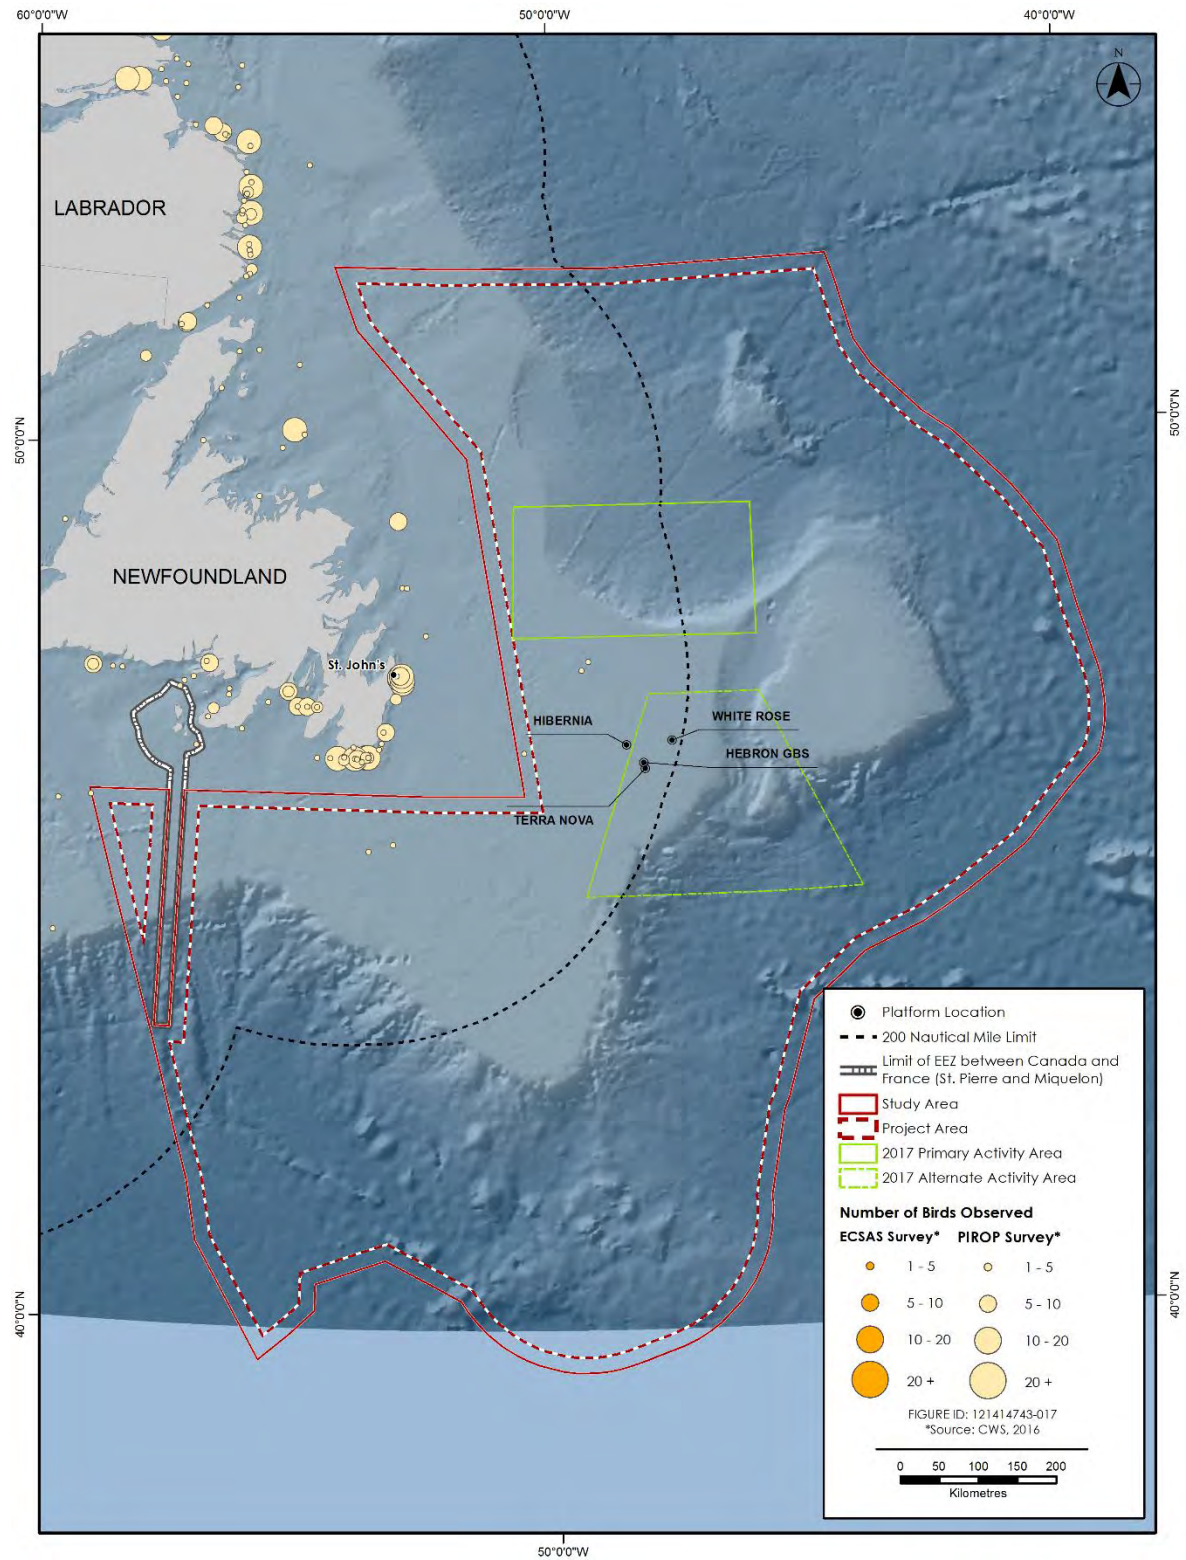 60°0'0"W
50°0'0"W
40°0'0"W
N
LABRADOR
50°0'0"N
50°0'0"N
NEWFOUNDLAND
St. John's
HIBERNIA
WHITE ROSE
HEBRON GBS
TERRA NOVA
Platform Location
200 Nautical Mile Limit
Limit of EEZ between Canada and
France (St. Pierre and Miquelon)
Study Area
Project Area
2017 Primary Activity Area
2017 Alternate Activity Area
Number of Birds Observed
ECSAS Survey* PIROP Survey*
1 - 5 1 - 5
5 - 10 5 - 10
10 - 20 10 - 20
20 + 20 +
FIGURE ID: 121414743-017
*Source: CWS, 2016
0 50 100 150 200
Kilometres
40°0'0"N
40°0'0"N
50°0'0"W